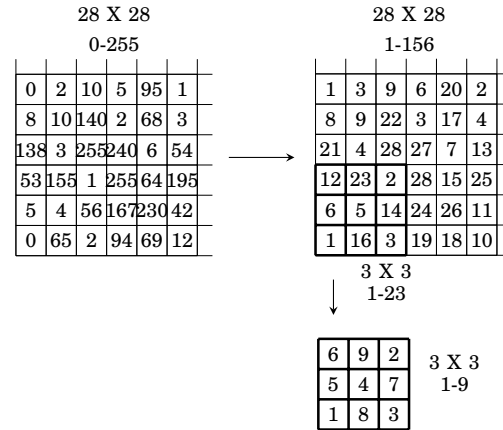 28 X 28
0-255
0 2 10 5 95 1
8 10 140 2 68 3
138 3 255 240 6 54
53 155 1 255 64 195
5 4 56 167 230 42
0 65 2 94 69 12
28 X 28
1-156
1 3 9 6 20 2
8 9 22 3 17 4
21 4 28 27 7 13
12 23 2 28 15 25
6 5 14 24 26 11
1 16 3 19 18 10
3 X 3
1-23
6 9 2
5 4 7
1 8 3
3 X 3
1-9